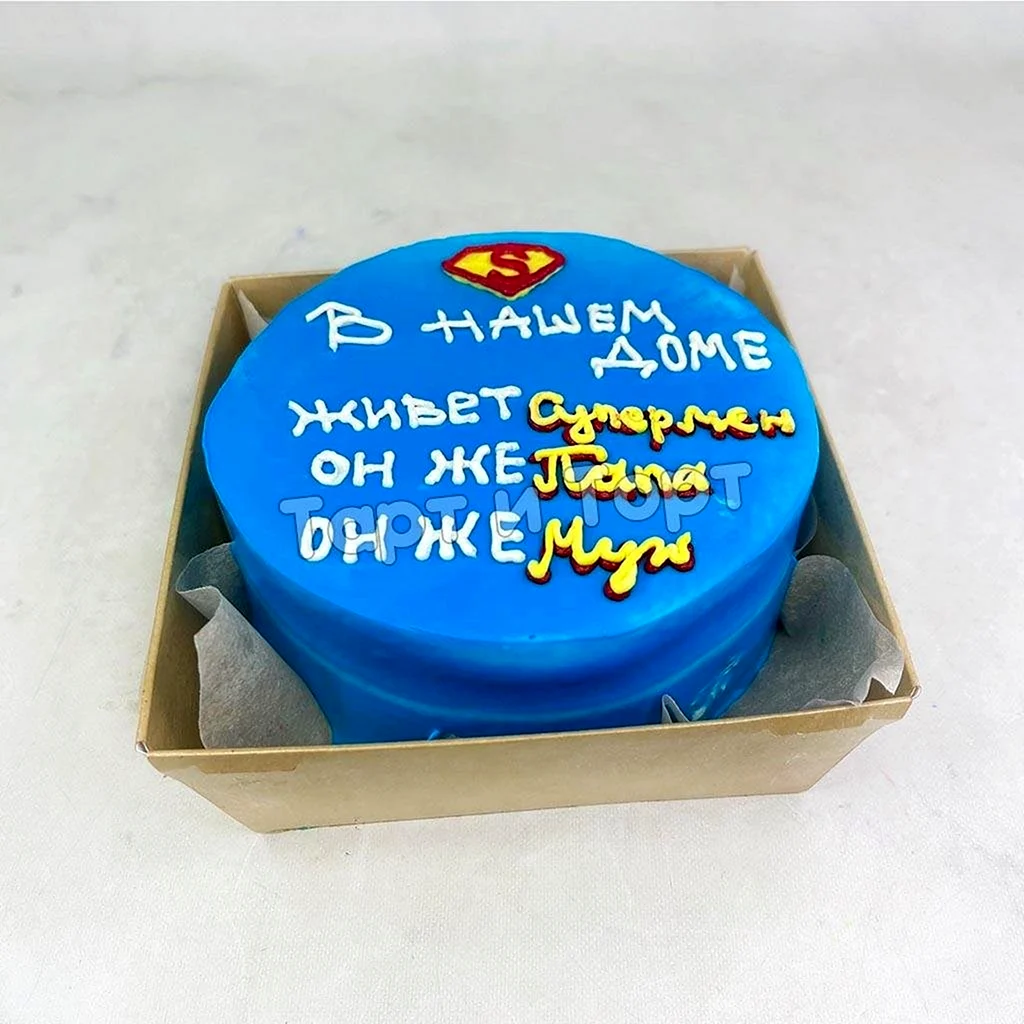 S
В НАШЕМ
ДОМЕ
ЖИВЕТ Супермен
ОН ЖЕ Папа
ОН ЖЕ Муж
Тарт И Торт